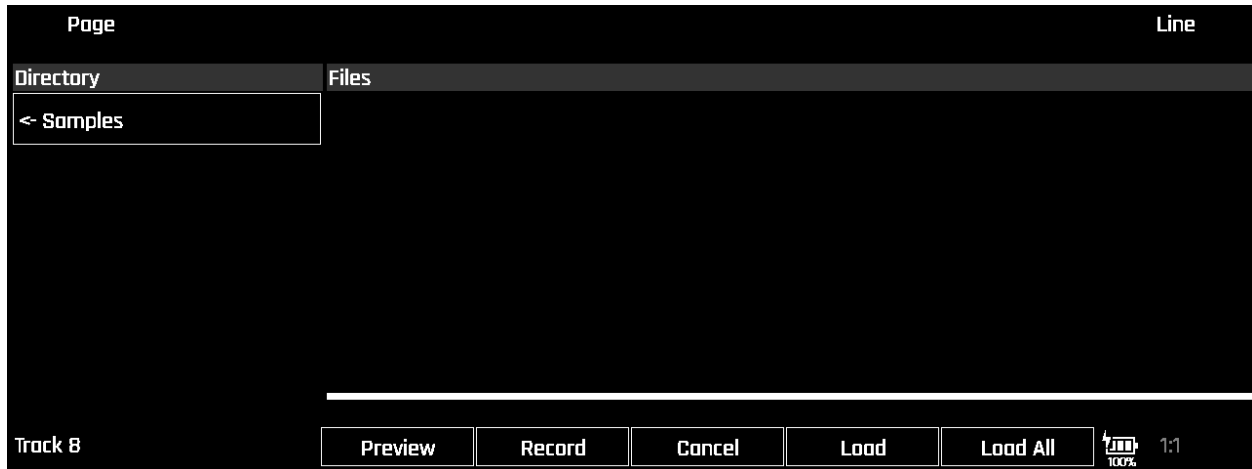 Page Line
Directory Files
<- Samples
Track 8 Preview Record Cancel Load Load All 100% 1:1